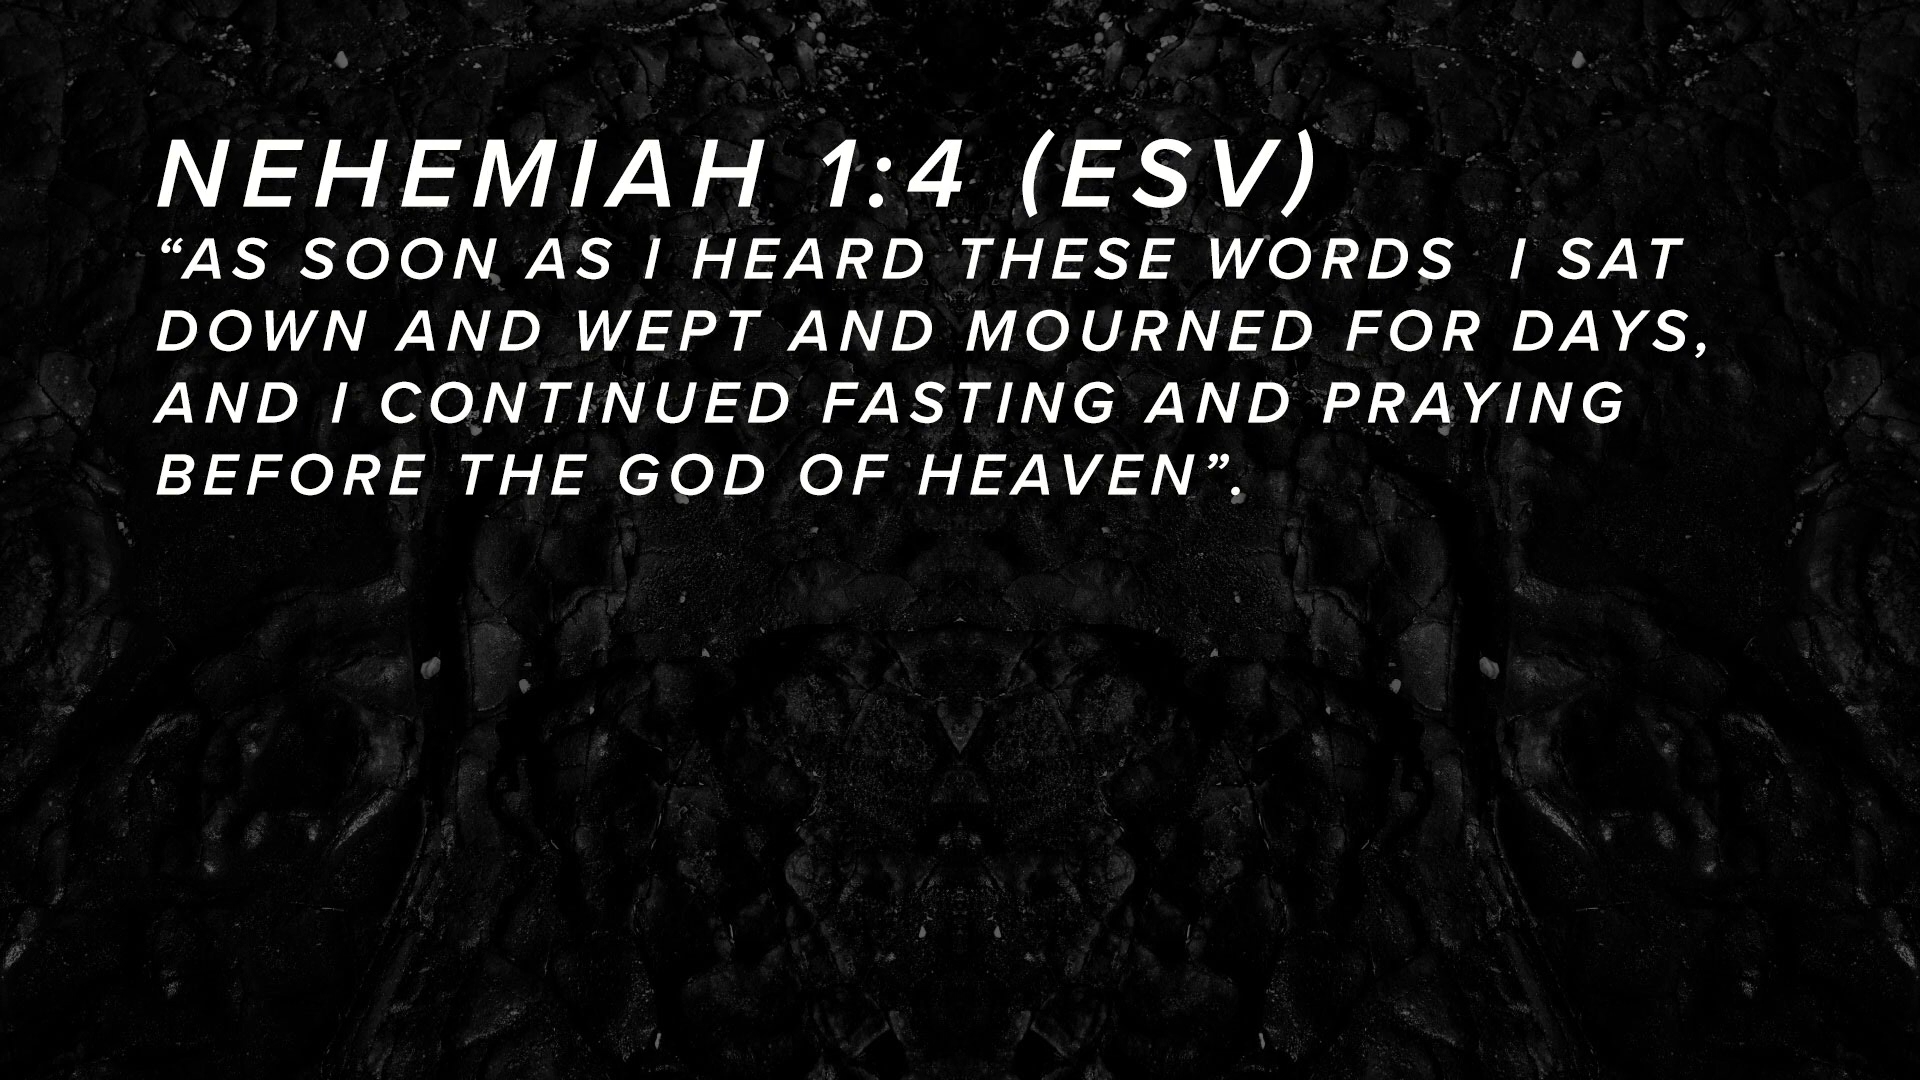 NEHEMIAH 1:4 (ESV)
“AS SOON AS I HEARD THESE WORDS  I SAT
DOWN AND WEPT AND MOURNED FOR DAYS,
AND I CONTINUED FASTING AND PRAYING
BEFORE THE GOD OF HEAVEN”.